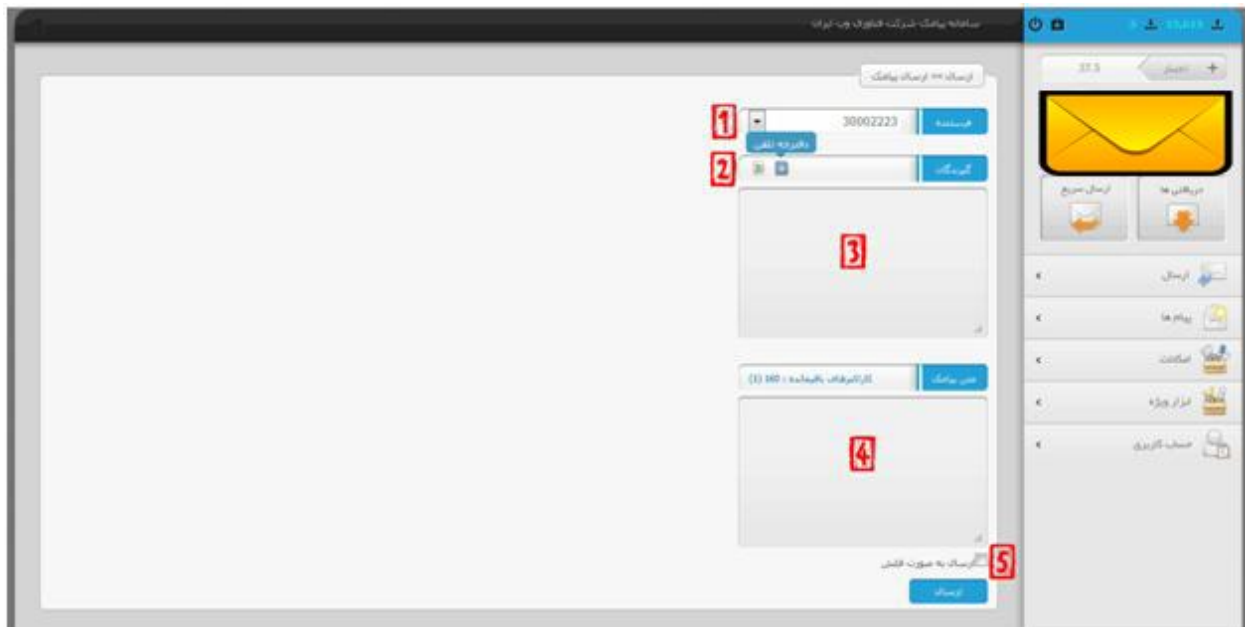 سامانه پیامک شرکت فناوری وب ایران
اعتبار
37.5
دریافتی ها
ارسال سریع
ارسال
پیام ها
امکانات
ابزار ویژه
حساب کاربری
ارسال >> ارسال پیامک
1
فرستنده
30002223
دفترچه تلفن
2
گیرندگان
3
متن پیامک
کاراکترهای باقیمانده : 160 (1)
4
5
ارسال به صورت فلش
ارسال